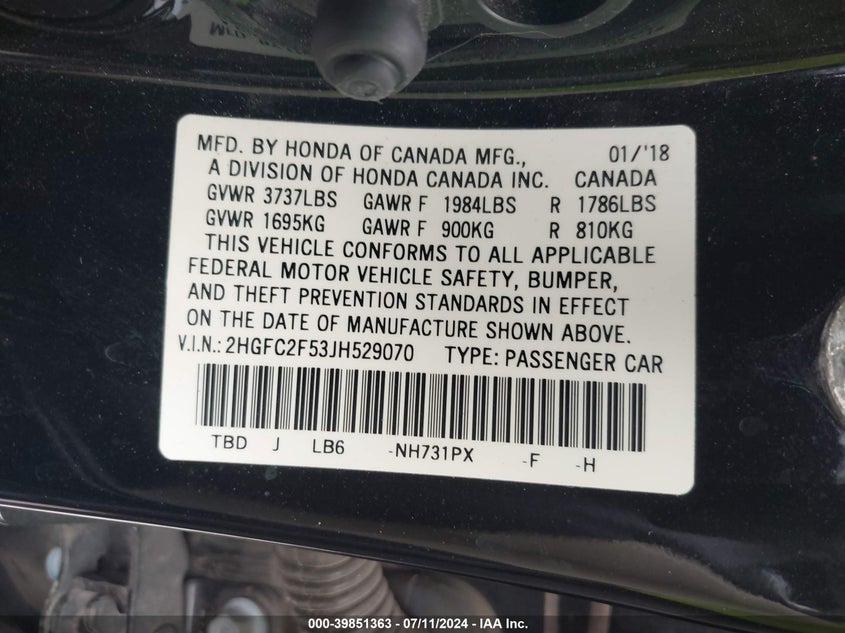 MFD. BY HONDA OF CANADA MFG., 01/'18
A DIVISION OF HONDA CANADA INC. CANADA
GVWR 3737LBS GAWR F 1984LBS R 1786LBS
GVWR 1695KG GAWR F 900KG R 810KG
THIS VEHICLE CONFORMS TO ALL APPLICABLE
FEDERAL MOTOR VEHICLE SAFETY, BUMPER,
AND THEFT PREVENTION STANDARDS IN EFFECT
ON THE DATE OF MANUFACTURE SHOWN ABOVE.
V.I.N.: 2HGFC2F53JH529070 TYPE: PASSENGER CAR
TBD J LB6 -NH731PX -F -H
000-39851363 - 07/11/2024 - IAA Inc.